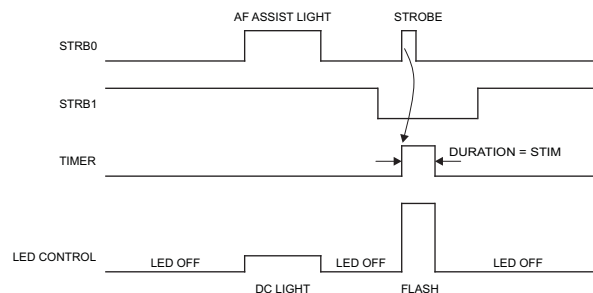 AF ASSIST LIGHT STROBE
STRB0
STRB1
TIMER
DURATION = STIM
LED CONTROL
LED OFF LED OFF LED OFF
DC LIGHT FLASH